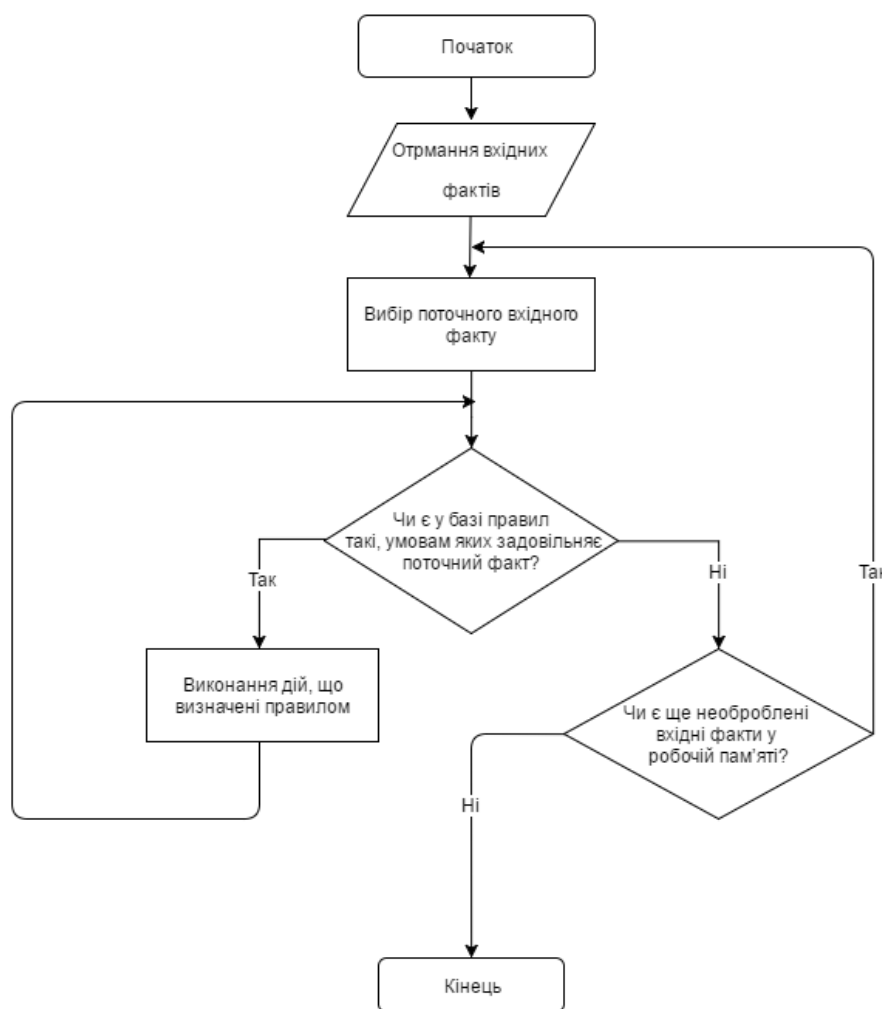 Початок
Отрмання вхідних
фактів
Вибір поточного вхідного
факту
Чи є у базі правил
такі, умовам яких задовільняє
поточний факт?
Так
Ні
Так
Виконання дій, що
визначені правилом
Чи є ще необроблені
вхідні факти у
робочій пам'яті?
Ні
Кінець